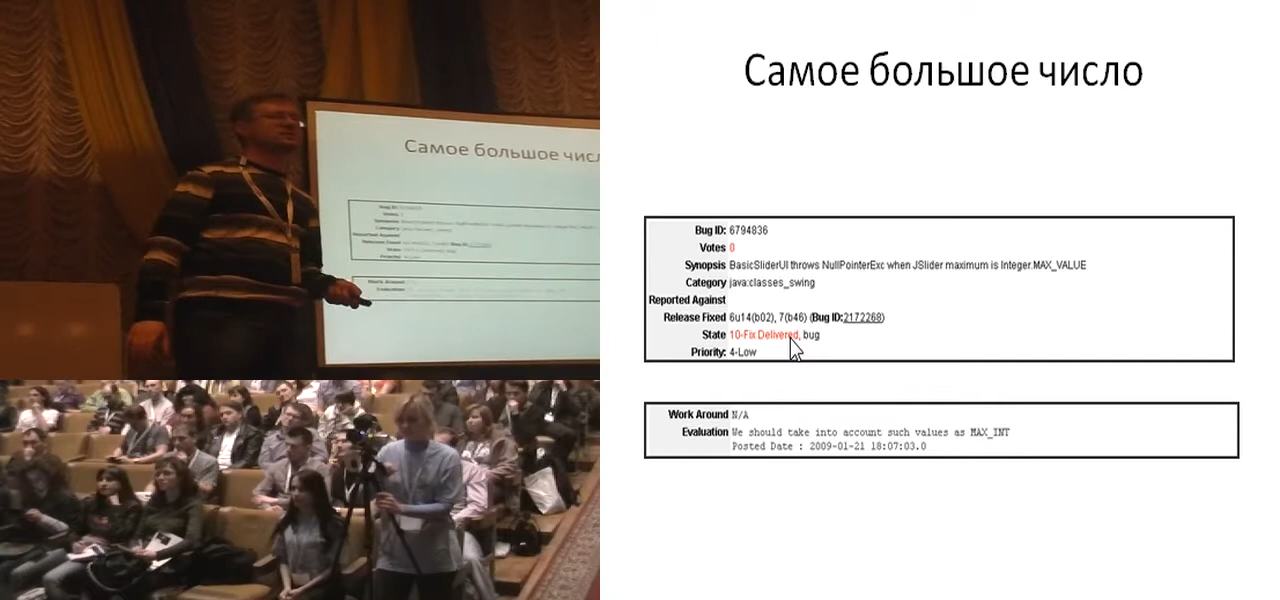 Самое большое число
Bug ID: 6794836
Votes 0
Synopsis BasicSliderUI throws NullPointerExc when JSlider maximum is Integer.MAX_VALUE
Category java:classes_swing
Reported Against
Release Fixed 6u14(b02), 7(b46) (Bug ID:2172268)
State 10-Fix Delivered, bug
Priority: 4-Low
Work Around N/A
Evaluation We should take into account such values as MAX_INT
Posted Date : 2009-01-21 18:07:03.0
Самое большое чис